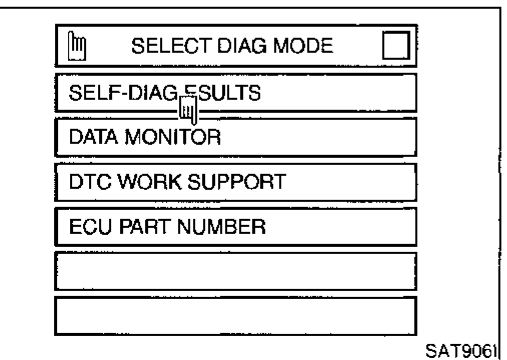 SELECT DIAG MODE
SELF-DIAG ESULTS
DATA MONITOR
DTC WORK SUPPORT
ECU PART NUMBER
SAT906I